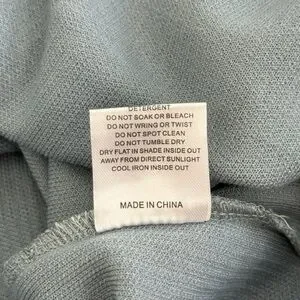 DETERGENT
DO NOT SOAK OR BLEACH
DO NOT WRING OR TWIST
DO NOT SPOT CLEAN
DO NOT TUMBLE DRY
DRY FLAT IN SHADE INSIDE OUT
AWAY FROM DIRECT SUNLIGHT
COOL IRON INSIDE OUT
MADE IN CHINA